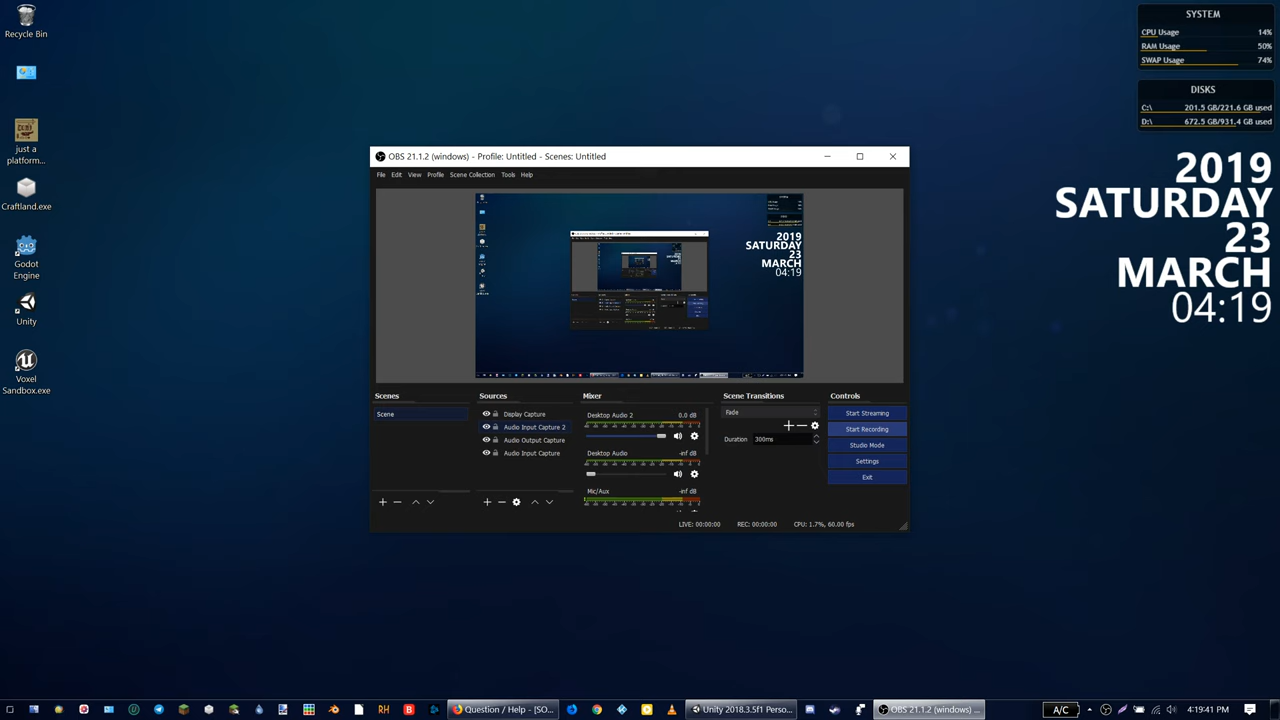 Recycle Bin
just a
platform...
Craftland.exe
Godot
Engine
Unity
Voxel
Sandbox.exe
SYSTEM
CPU Usage 14%
RAM Usage 50%
SWAP Usage 74%
DISKS
C:\ 201.5 GB/221.6 GB used
D:\ 672.5 GB/931.4 GB used
2019
SATURDAY
23
MARCH
04:19
OBS 21.1.2 (windows) - Profile: Untitled - Scenes: Untitled
File Edit View Profile Scene Collection Tools Help
2019
SATURDAY
23
MARCH
04:19
Scenes
Scene
Sources
Display Capture
Audio Input Capture 2
Audio Output Capture
Audio Input Capture
Mixer
Desktop Audio 2 0.0 dB
Desktop Audio -inf dB
Mic/Aux -inf dB
Scene Transitions
Fade
Duration 300ms
Controls
Start Streaming
Start Recording
Studio Mode
Settings
Exit
LIVE: 00:00:00 REC: 00:00:00 CPU: 1.7%, 60.00 fps
RH
Question / Help - [SO...
Unity 2018.3.5f1 Perso...
OBS 21.1.2 (windows) ...
A/C
4:19:41 PM